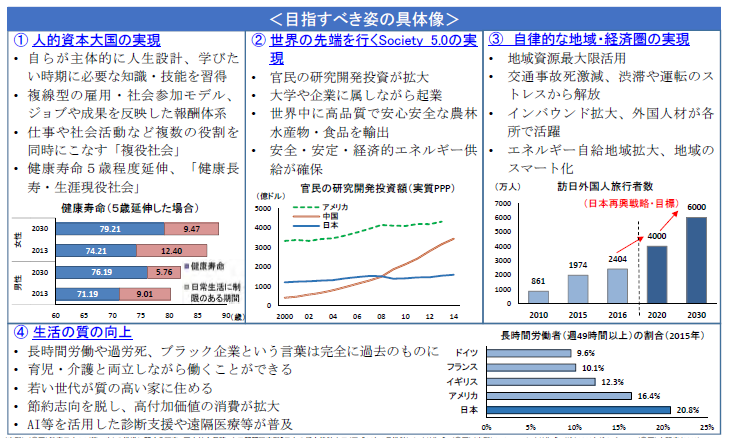 ＜目指すべき姿の具体像＞
① 人的資本大国の実現
・ 自らが主体的に人生設計、学びた
い時期に必要な知識・技能を習得
・ 複線型の雇用・社会参加モデル、
ジョブや成果を反映した報酬体系
・ 仕事や社会活動など複数の役割を
同時にこなす「複役社会」
・ 健康寿命５歳程度延伸、「健康長
寿・生涯現役社会」
健康寿命（５歳延伸した場合）
女性
2030 79.21 9.47
2013 74.21 12.40
男性
2030 76.19 5.76
2013 71.19 9.01
健康寿命
日常生活に制
限のある期間
60 65 70 75 80 85 90（歳）
② 世界の先端を行くSociety 5.0の実
現
・ 官民の研究開発投資が拡大
・ 大学や企業に属しながら起業
・ 世界中に高品質で安心安全な農林
水産物・食品を輸出
・ 安全・安定・経済的エネルギー供
給が確保
官民の研究開発投資額（実質PPP）
（億ドル）
アメリカ
中国
日本
5000
4000
3000
2000
1000
0
2000 02 04 06 08 10 12 14
③ 自律的な地域・経済圏の実現
・ 地域資源最大限活用
・ 交通事故死激減、渋滞や運転のス
トレスから解放
・ インバウンド拡大、外国人材が各
所で活躍
・ エネルギー自給地域拡大、地域の
スマート化
訪日外国人旅行者数
（万人）
（日本再興戦略・目標）
7000
6000
5000
4000
3000
2000
1000
0
861 1974 2404 4000 6000
2010 2015 2016 2020 2030
④ 生活の質の向上
・ 長時間労働や過労死、ブラック企業という言葉は完全に過去のものに
・ 育児・介護と両立しながら働くことができる
・ 若い世代が質の高い家に住める
・ 節約志向を脱し、高付加価値の消費が拡大
・ AI等を活用した診断支援や遠隔医療等が普及
長時間労働者（週49時間以上）の割合（2015年）
ドイツ 9.6%
フランス 10.1%
イギリス 12.3%
アメリカ 16.4%
日本 20.8%
0% 5% 10% 15% 20% 25%